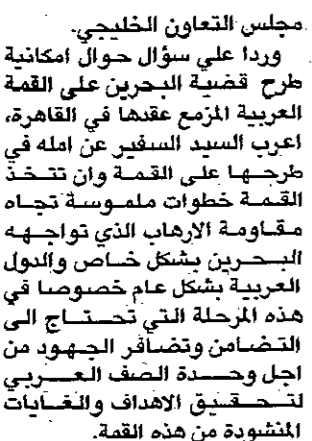 مجلس التعاون الخليجي.
وردا علي سؤال حوال امكانية
طرح قضية البحرين على القمة
العربية المزمع عقدها في القاهرة،
اعرب السيد السفير عن امله في
طرحها على القمة وان تتخذ
القمة خطوات ملموسة تجاه
مقاومة الارهاب الذي تواجهه
البحرين بشكل خاص والدول
العربية بشكل عام خصوصا في
هذه المرحلة التي تحتاج الى
التضامن وتضافر الجهود من
اجل وحدة الصف العربي
لتحقيق الاهداف والغايات
المنشودة من هذه القمة.